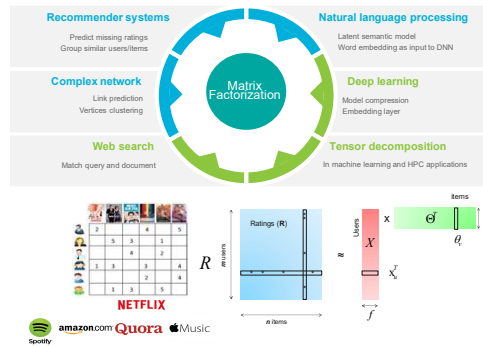 Recommender systems
Predict missing ratings
Group similar users/items
Natural language processing
Latent semantic model
Word embedding as input to DNN
Complex network
Link prediction
Vertices clustering
Matrix
Factorization
Deep learning
Model compression
Embedding layer
Web search
Match query and document
Tensor decomposition
In machine learning and HPC applications
2 4 5
5 3 1
4 2
1 3 3 4
2 4
1 3 4
NETFLIX
R
m users
Ratings (R)
n items
≈
Users
X
x
Θᵀ
items
θᵥ
xᵤᵀ
f
Spotify
amazon.com
Quora
Music